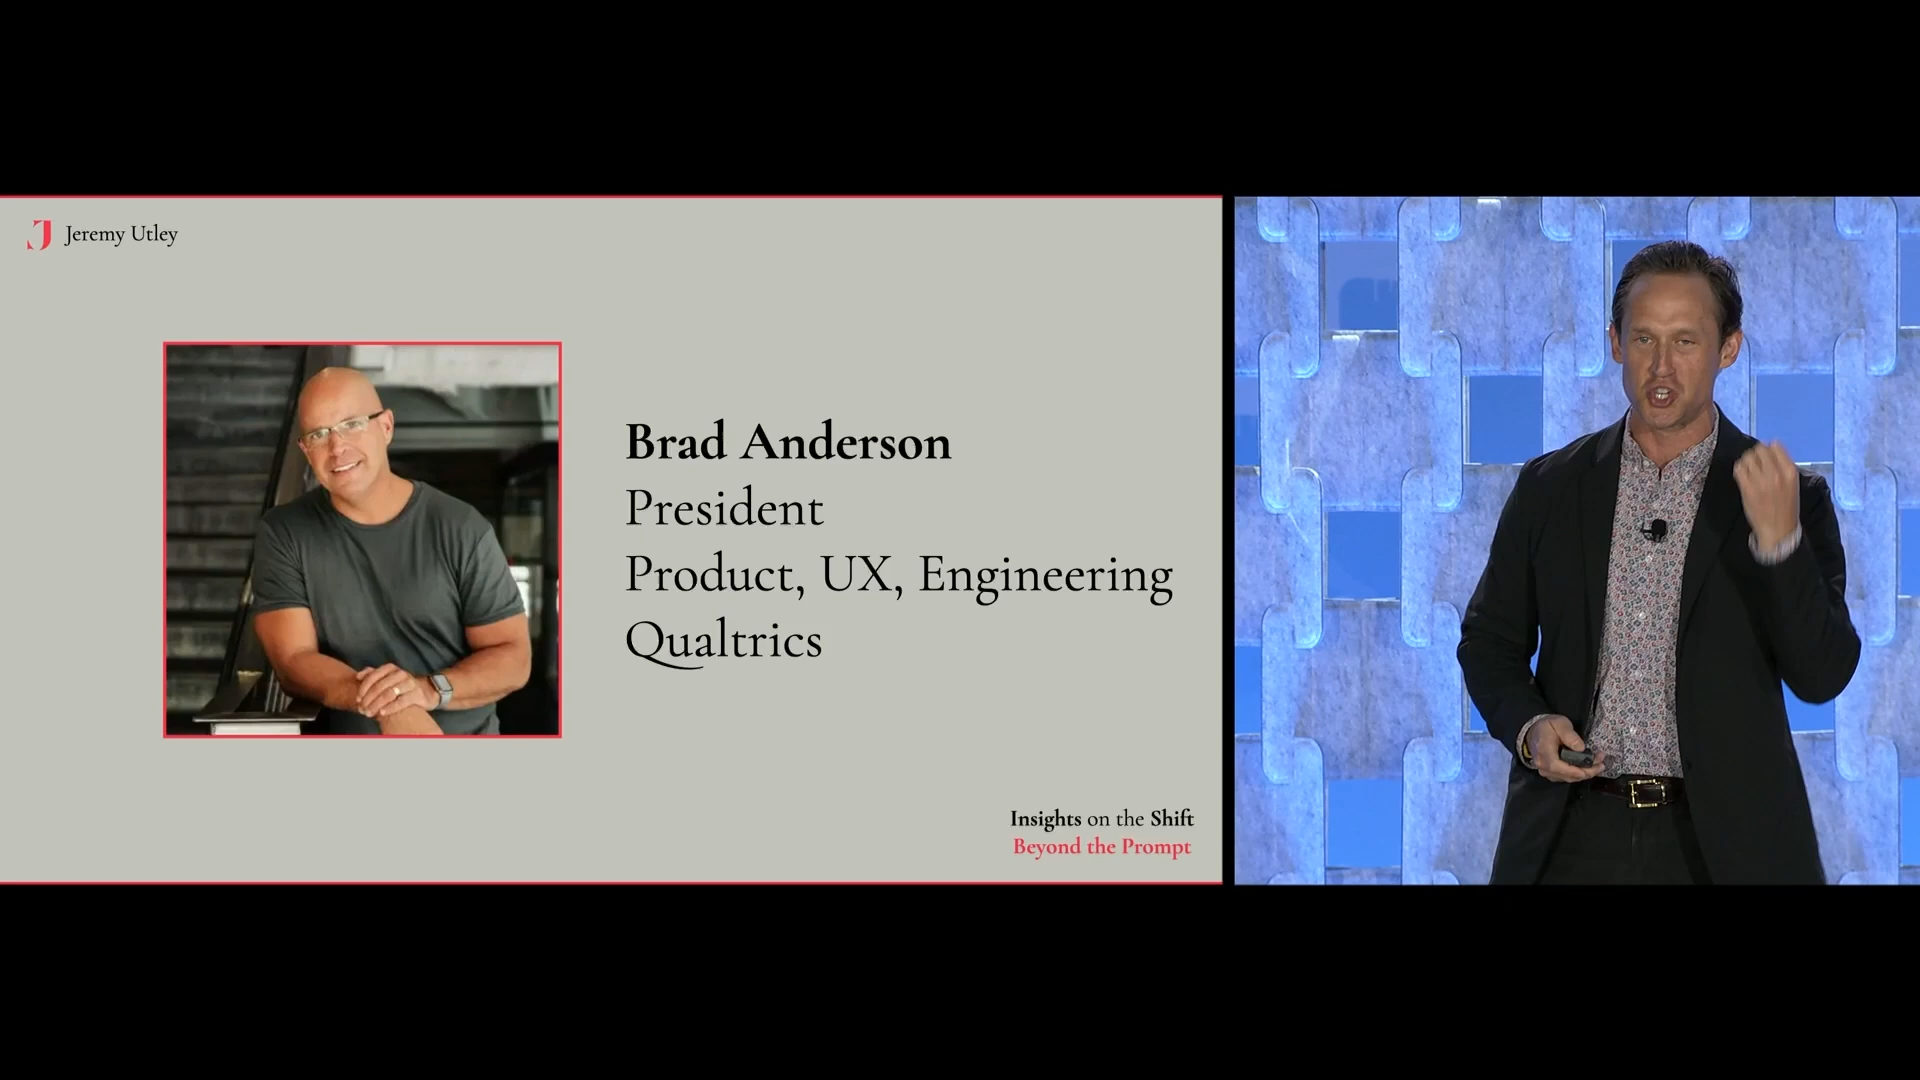 Jeremy Utley
Brad Anderson
President
Product, UX, Engineering
Qualtrics
Insights on the Shift
Beyond the Prompt